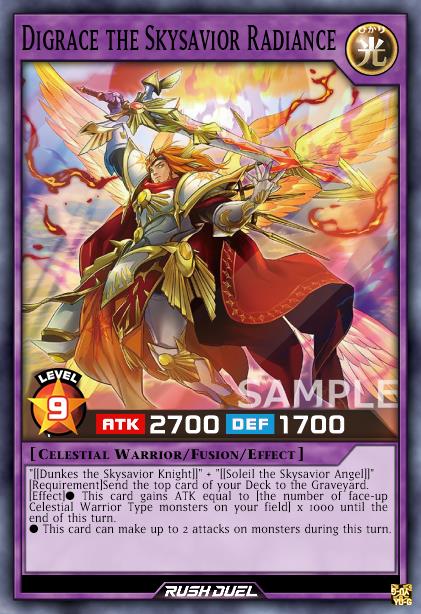 DIGRACE THE SKYSAVIOR RADIANCE
ひかり
光
SAMPLE
LEVEL
9
ATK 2700 DEF 1700
[CELESTIAL WARRIOR/FUSION/EFFECT]
"[[Dunkes the Skysavior Knight]]" + "[[Soleil the Skysavior Angel]]"
[Requirement]Send the top card of your Deck to the Graveyard.
[Effect]● This card gains ATK equal to [the number of face-up
Celestial Warrior Type monsters on your field] x 1000 until the
end of this turn.
● This card can make up to 2 attacks on monsters during this turn.
RUSH DUEL